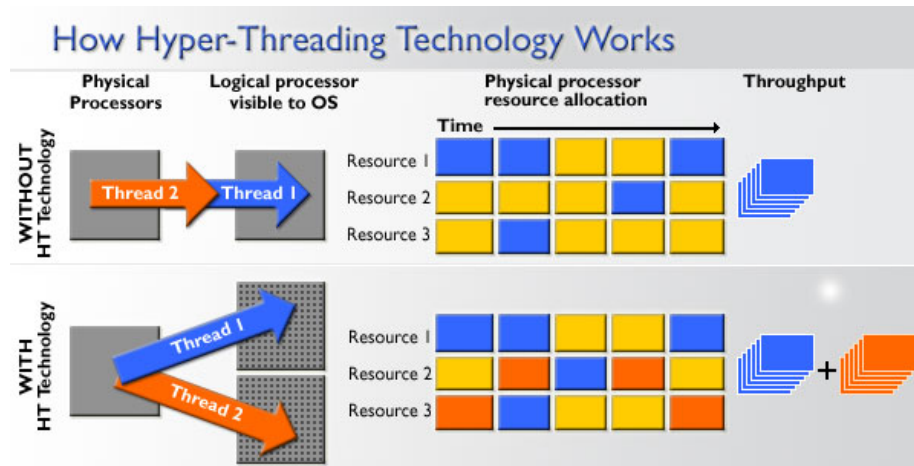 How Hyper-Threading Technology Works
Physical
Processors
Logical processor
visible to OS
Physical processor
resource allocation
Throughput
Time
WITHOUT
HT Technology
Thread 2
Thread 1
Resource 1
Resource 2
Resource 3
WITH
HT Technology
Thread 1
Thread 2
Resource 1
Resource 2
Resource 3
+